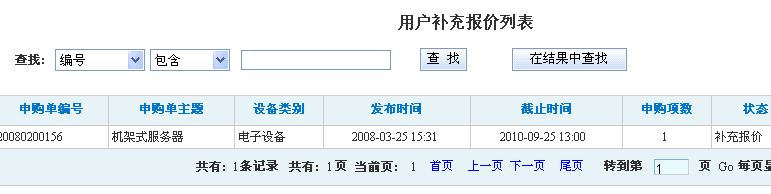 用户补充报价列表
查找: 编号 包含 查 找 在结果中查找
申购单编号 申购单主题 设备类别 发布时间 截止时间 申购项数 状态
20080200156 机架式服务器 电子设备 2008-03-25 15:31 2010-09-25 13:00 1 补充报价
共有: 1条记录 共有: 1页 当前页: 1 首页 上一页 下一页 尾页 转到第 1 页 Go 每页